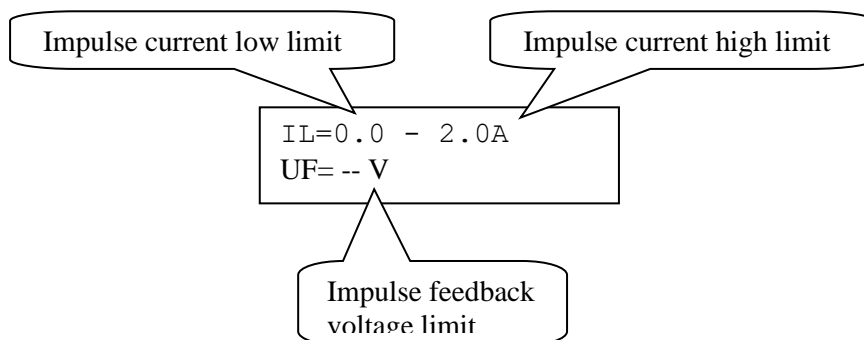 Impulse current low limit
Impulse current high limit
IL=0.0 - 2.0A
UF= -- V
Impulse feedback
voltage limit